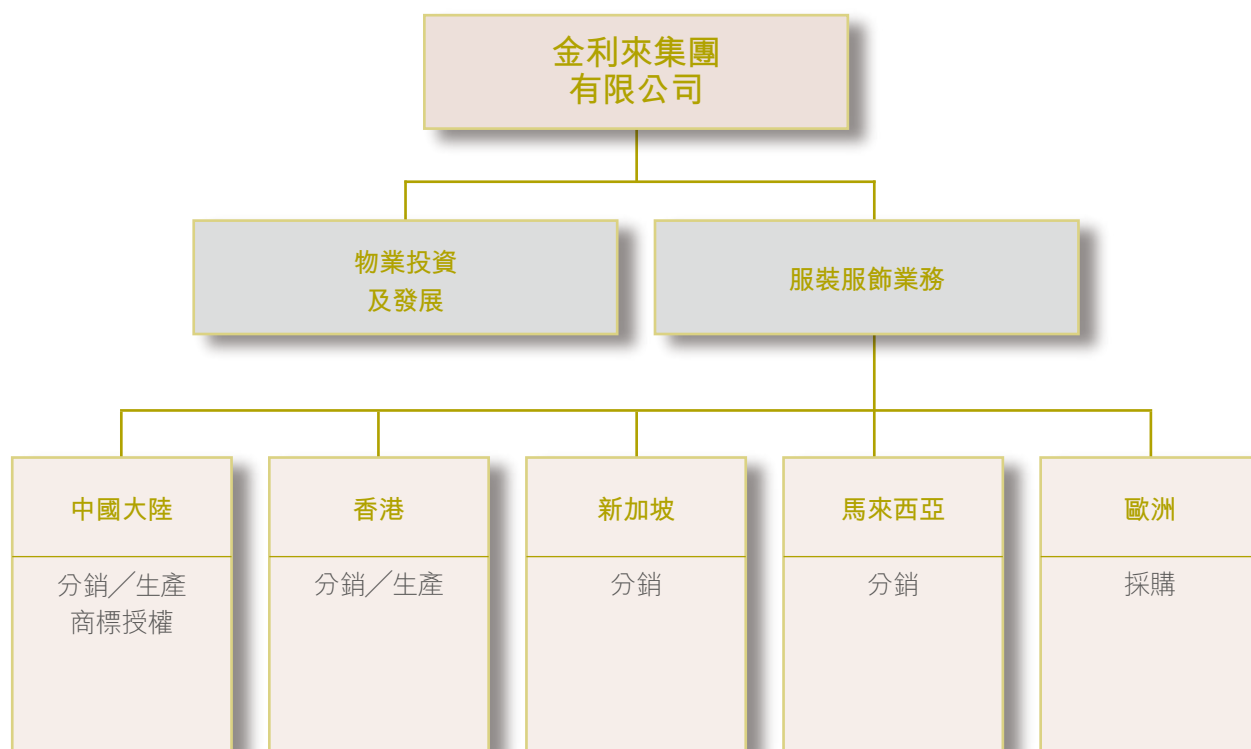 金利來集團
有限公司
物業投資
及發展
服裝服飾業務
中國大陸
分銷╱生產
商標授權
香港
分銷╱生產
新加坡
分銷
馬來西亞
分銷
歐洲
採購